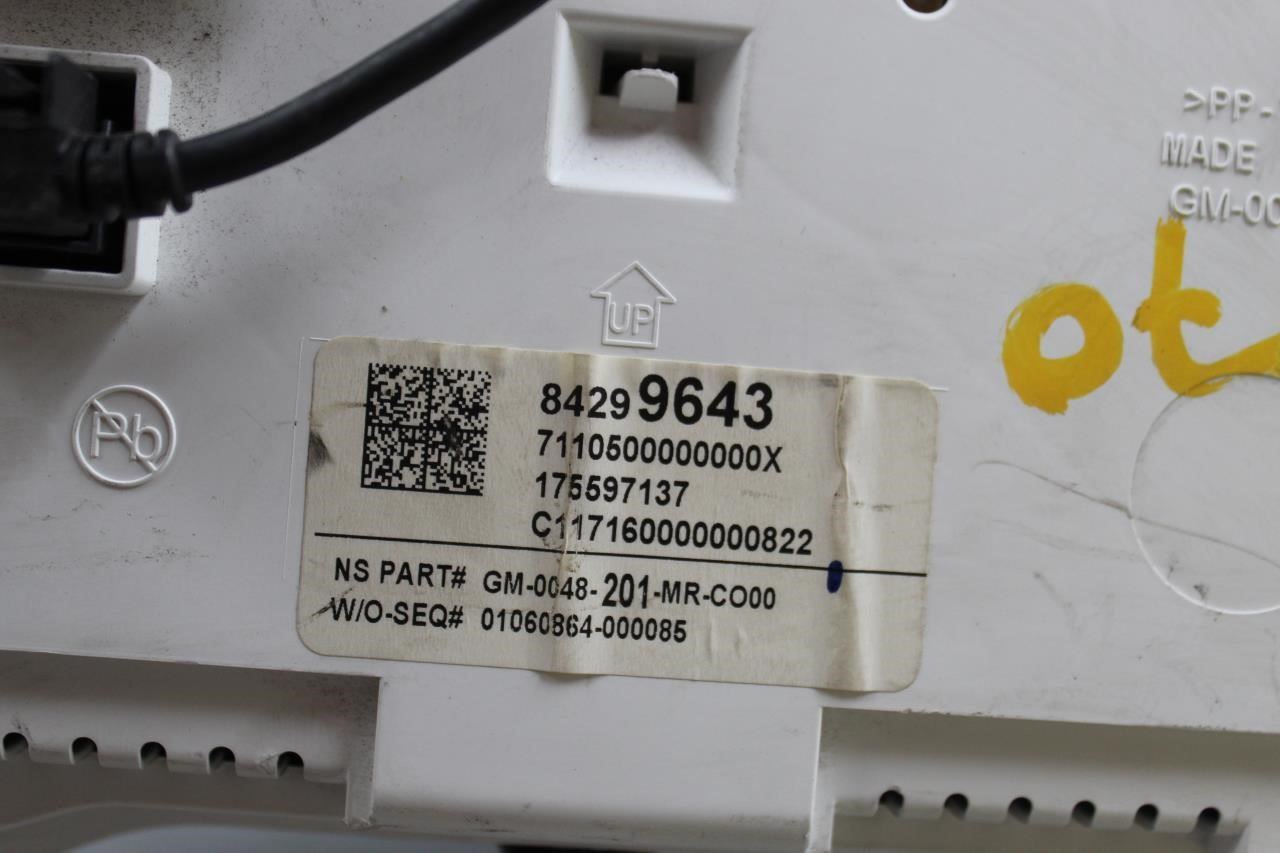 >PP-
MADE
GM-00
UP
Pb
84299643
7110500000000X
175597137
C117160000000822
NS PART# GM-0048-201-MR-CO00
W/O-SEQ# 01060864-000085